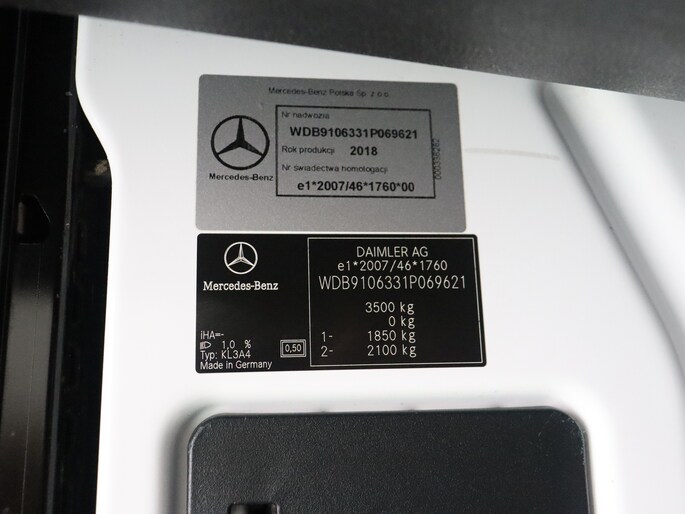 Mercedes-Benz Polska Sp. z o.o.
Nr nadwozia
WDB9106331P069621
Rok produkcji 2018
Nr świadectwa homologacji
e1*2007/46*1760*00
Mercedes-Benz
DAIMLER AG
e1*2007/46*1760
WDB9106331P069621
Mercedes-Benz
3500 kg
0 kg
1- 1850 kg
2- 2100 kg
iHA=-
1,0 %
0,50
Typ: KL3A4
Made in Germany